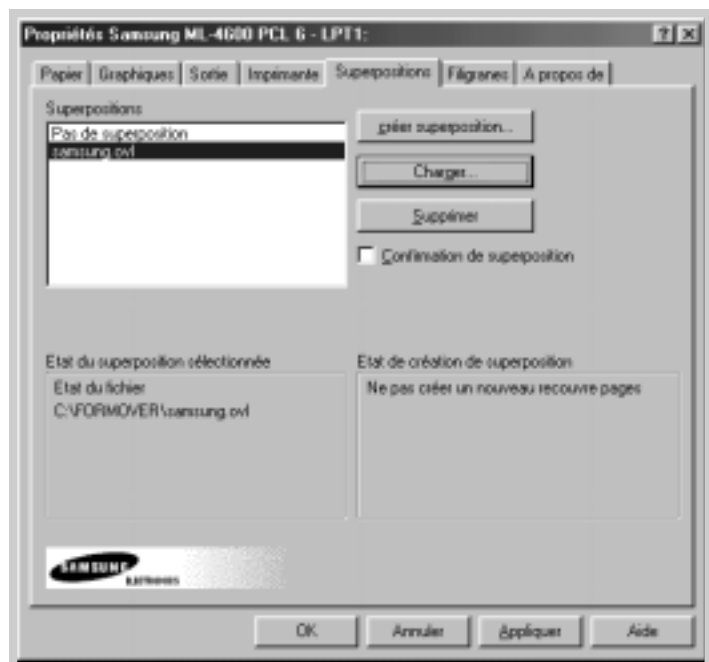 Propriétés Samsung ML-4600 PCL 6 - LPT1:
Papier Graphiques Sortie Imprimante Superpositions Filigranes A propos de
Superpositions
Pas de superposition
samsung.ovl
créer superposition...
Charger...
Supprimer
Confirmation de superposition
Etat du superposition sélectionnée
Etat du fichier
C:\FORMOVER\samsung.ovl
Etat de création de superposition
Ne pas créer un nouveau recouvre pages
SAMSUNG
ELECTRONICS
OK Annuler Appliquer Aide